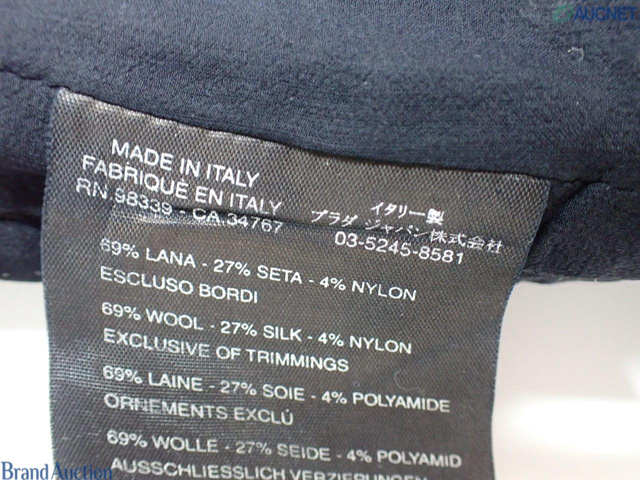 AUCNET
MADE IN ITALY
FABRIQUÉ EN ITALY
RN 98339 - CA 34767
イタリー製
プラダ ジャパン株式会社
03-5245-8581
69% LANA - 27% SETA - 4% NYLON
ESCLUSO BORDI
69% WOOL - 27% SILK - 4% NYLON
EXCLUSIVE OF TRIMMINGS
69% LAINE - 27% SOIE - 4% POLYAMIDE
ORNEMENTS EXCLÚ
69% WOLLE - 27% SEIDE - 4% POLYAMID
AUSSCHLIESSLICH VERZIERUNGEN
Brand Auction